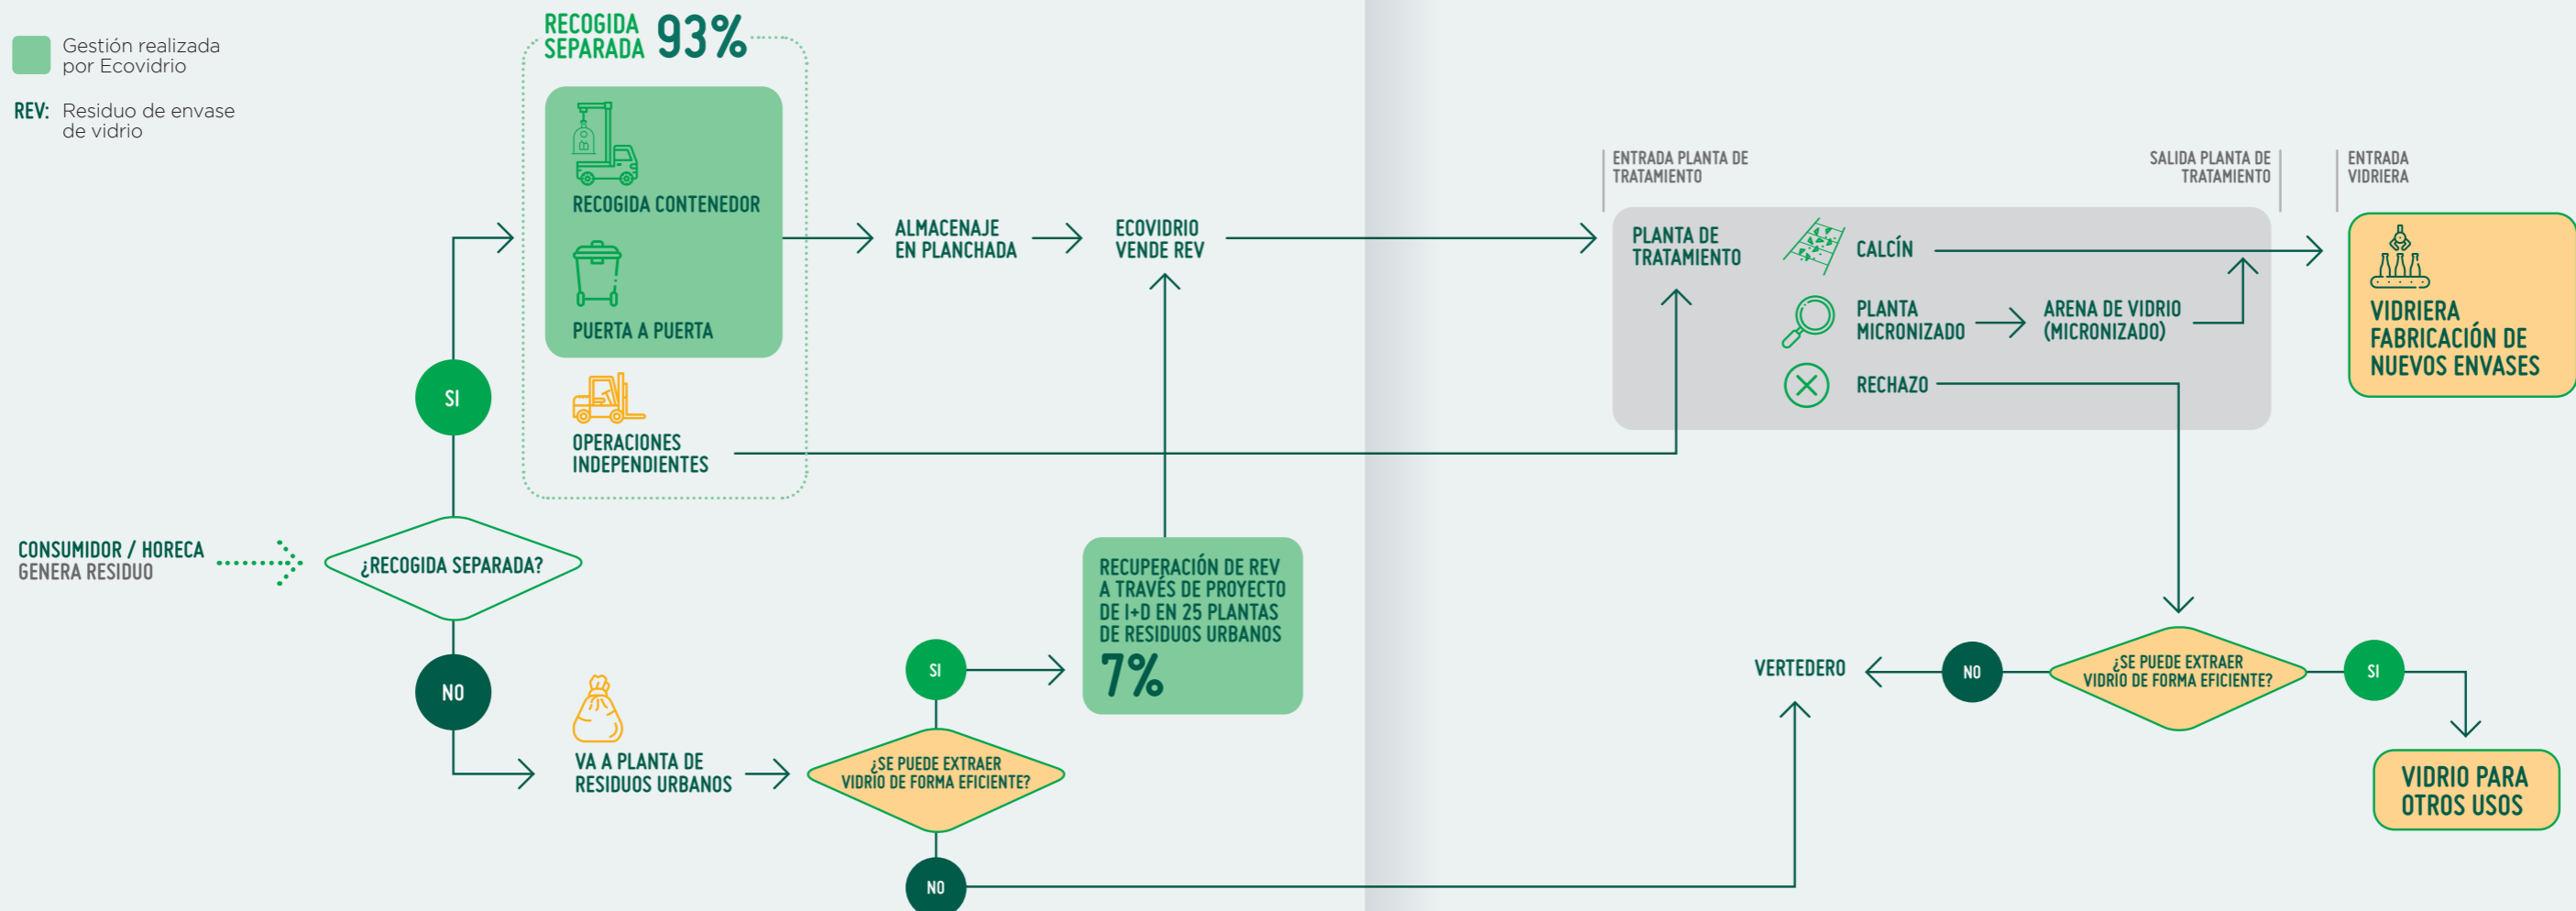 Gestión realizada
por Ecovidrio
REV: Residuo de envase
de vidrio
RECOGIDA
SEPARADA 93%
RECOGIDA CONTENEDOR
PUERTA A PUERTA
OPERACIONES
INDEPENDIENTES
ALMACENAJE
EN PLANCHADA
ECOVIDRIO
VENDE REV
SI
CONSUMIDOR / HORECA
GENERA RESIDUO
¿RECOGIDA SEPARADA?
NO
VA A PLANTA DE
RESIDUOS URBANOS
¿SE PUEDE EXTRAER
VIDRIO DE FORMA EFICIENTE?
SI
NO
RECUPERACIÓN DE REV
A TRAVÉS DE PROYECTO
DE I+D EN 25 PLANTAS
DE RESIDUOS URBANOS
7%
ENTRADA PLANTA DE
TRATAMIENTO
SALIDA PLANTA DE
TRATAMIENTO
ENTRADA
VIDRIERA
PLANTA DE
TRATAMIENTO
CALCÍN
PLANTA
MICRONIZADO
ARENA DE VIDRIO
(MICRONIZADO)
RECHAZO
VIDRIERA
FABRICACIÓN DE
NUEVOS ENVASES
VERTEDERO
NO
¿SE PUEDE EXTRAER
VIDRIO DE FORMA EFICIENTE?
SI
VIDRIO PARA
OTROS USOS